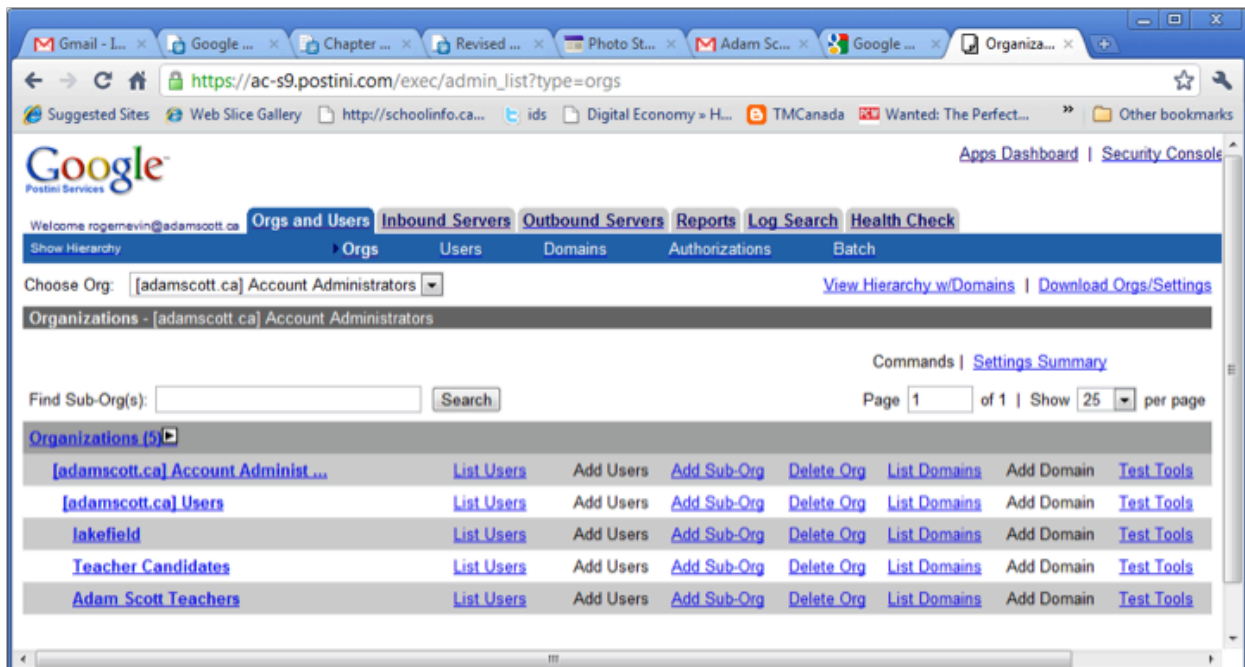 Gmail - I... Google ... Chapter ... Revised ... Photo St... Adam Sc... Google ... Organiza...
https://ac-s9.postini.com/exec/admin_list?type=orgs
Suggested Sites Web Slice Gallery http://schoolinfo.ca... ids Digital Economy » H... TMCanada Wanted: The Perfect... » Other bookmarks
Apps Dashboard | Security Console
Google™
Postini Services
Welcome rogernevin@adamscott.ca Orgs and Users Inbound Servers Outbound Servers Reports Log Search Health Check
Show Hierarchy Orgs Users Domains Authorizations Batch
Choose Org: [adamscott.ca] Account Administrators View Hierarchy w/Domains | Download Orgs/Settings
Organizations - [adamscott.ca] Account Administrators
Commands | Settings Summary
Find Sub-Org(s): Search Page 1 of 1 | Show 25 per page
Organizations (5)
[adamscott.ca] Account Administ ... List Users Add Users Add Sub-Org Delete Org List Domains Add Domain Test Tools
[adamscott.ca] Users List Users Add Users Add Sub-Org Delete Org List Domains Add Domain Test Tools
lakefield List Users Add Users Add Sub-Org Delete Org List Domains Add Domain Test Tools
Teacher Candidates List Users Add Users Add Sub-Org Delete Org List Domains Add Domain Test Tools
Adam Scott Teachers List Users Add Users Add Sub-Org Delete Org List Domains Add Domain Test Tools